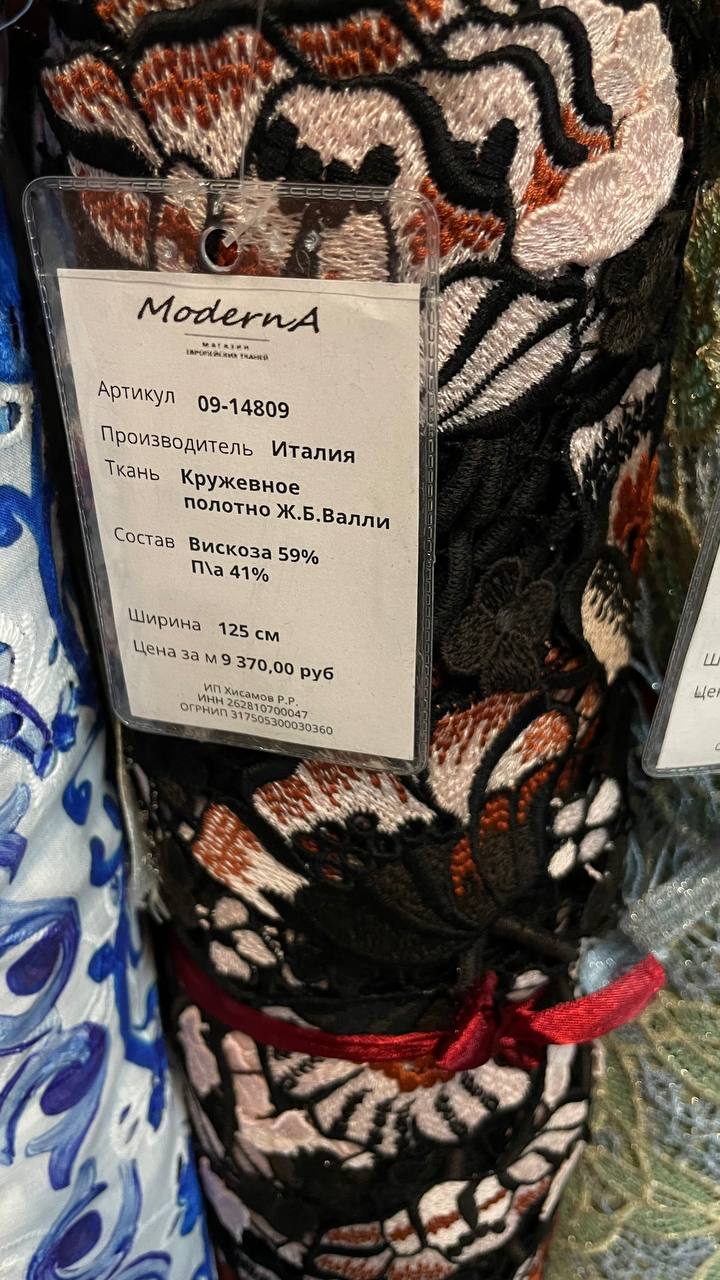 ModernA
МАГАЗИН
ЕВРОПЕЙСКИХ ТКАНЕЙ
Артикул 09-14809
Производитель Италия
Ткань Кружевное
полотно Ж.Б.Валли
Состав Вискоза 59%
П\а 41%
Ширина 125 см
Цена за м 9 370,00 руб
ИП Хисамов Р.Р.
ИНН 262810700047
ОГРНИП 317505300030360
Ш
Це